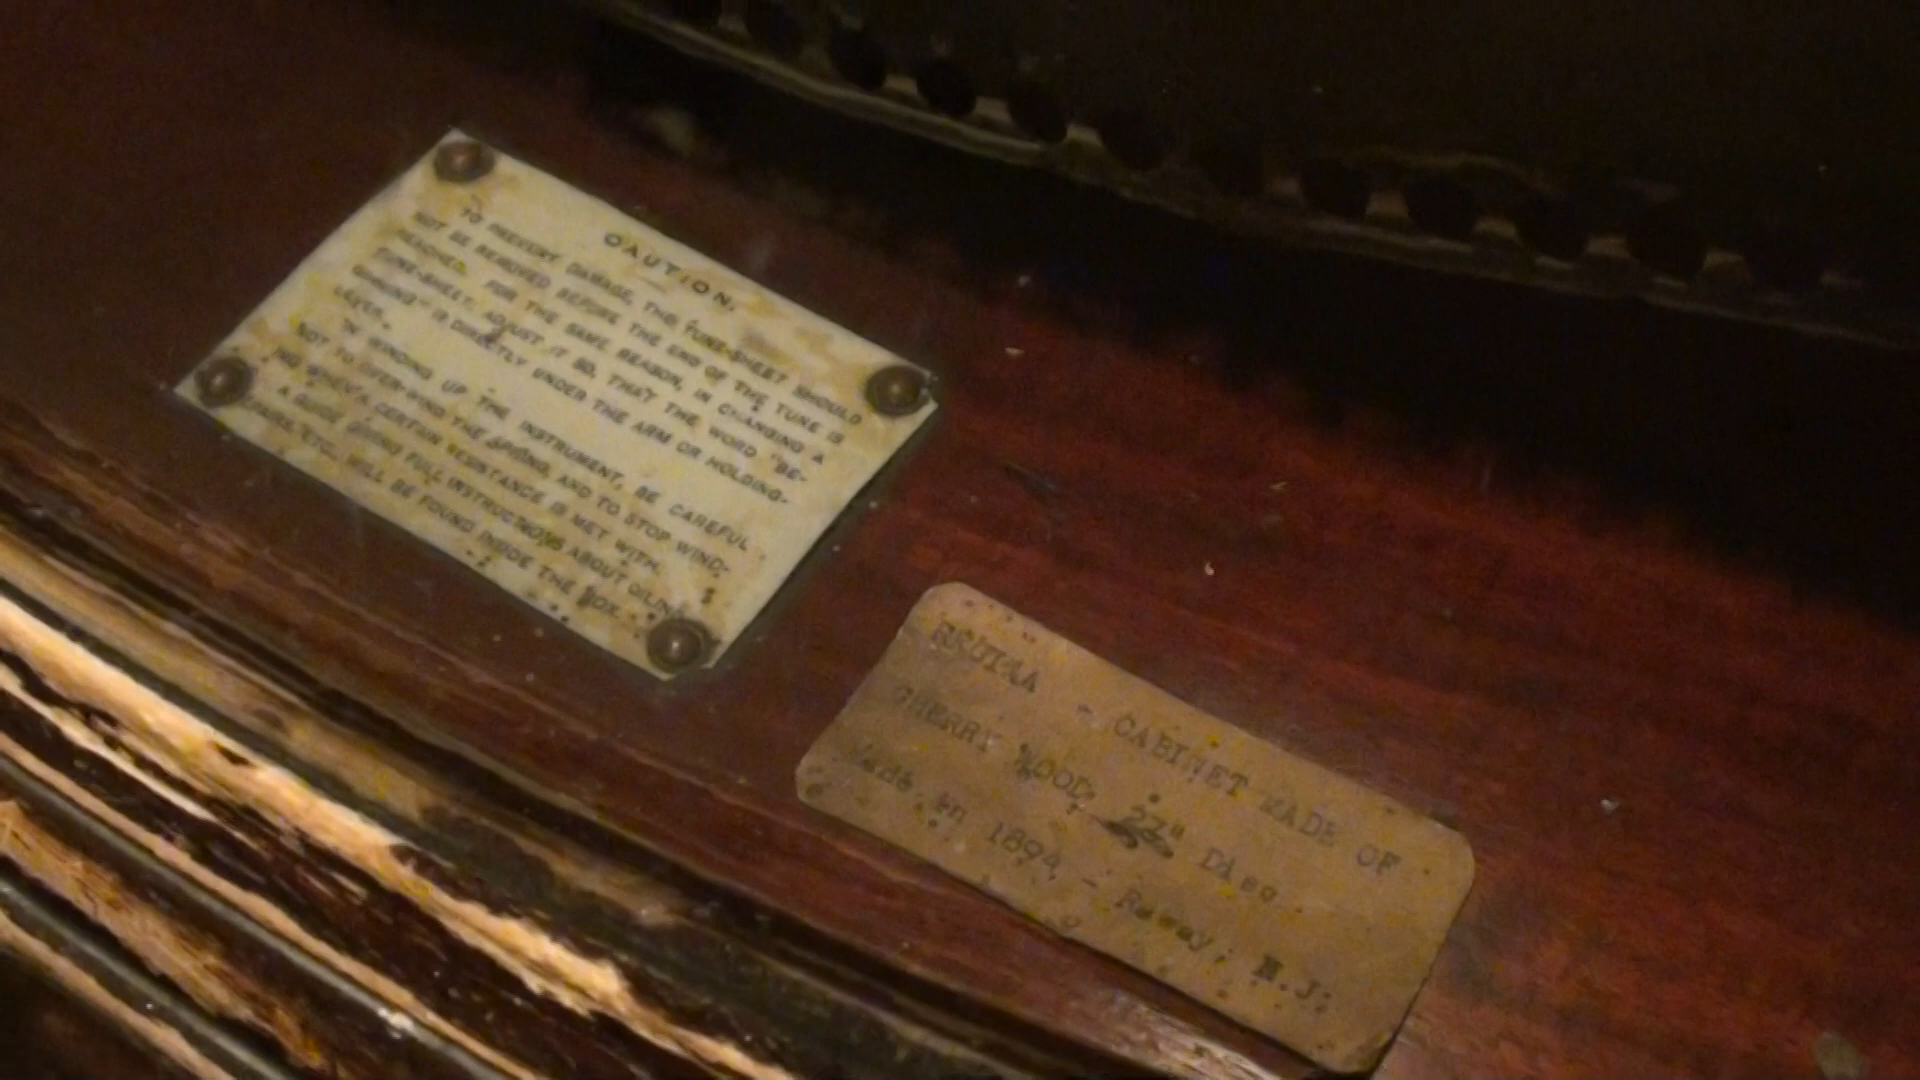 CAUTION.
TO PREVENT DAMAGE, THE TUNE-SHEET SHOULD
NOT BE REMOVED BEFORE THE END OF THE TUNE IS
REACHED. FOR THE SAME REASON, IN CHANGING A
TUNE-SHEET, ADJUST IT SO, THAT THE WORD "BE-
GINNING" IS DIRECTLY UNDER THE ARM OR HOLDING-
LEVER.
IN WINDING UP THE INSTRUMENT, BE CAREFUL
NOT TO OVER-WIND THE SPRING, AND TO STOP WIND-
ING WHEN A CERTAIN RESISTANCE IS MET WITH.
A GUIDE GIVING FULL INSTRUCTIONS ABOUT OILING
ETC. WILL BE FOUND INSIDE THE BOX.
- CABINET MADE OF
CHERRY WOOD, 27" Disc
Made in 1894 - Raway, N.J.